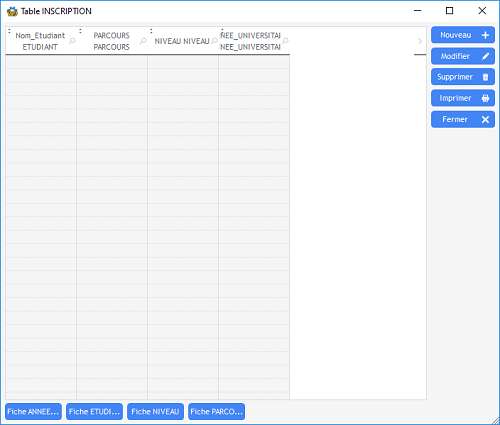 Table INSCRIPTION
Nom_Etudiant PARCOURS NIVEAU NIVEAU NEE_UNIVERSITAI
ETUDIANT PARCOURS NEE_UNIVERSITAI
Nouveau
Modifier
Supprimer
Imprimer
Fermer
Fiche ANNEE... Fiche ETUDI... Fiche NIVEAU Fiche PARCO...